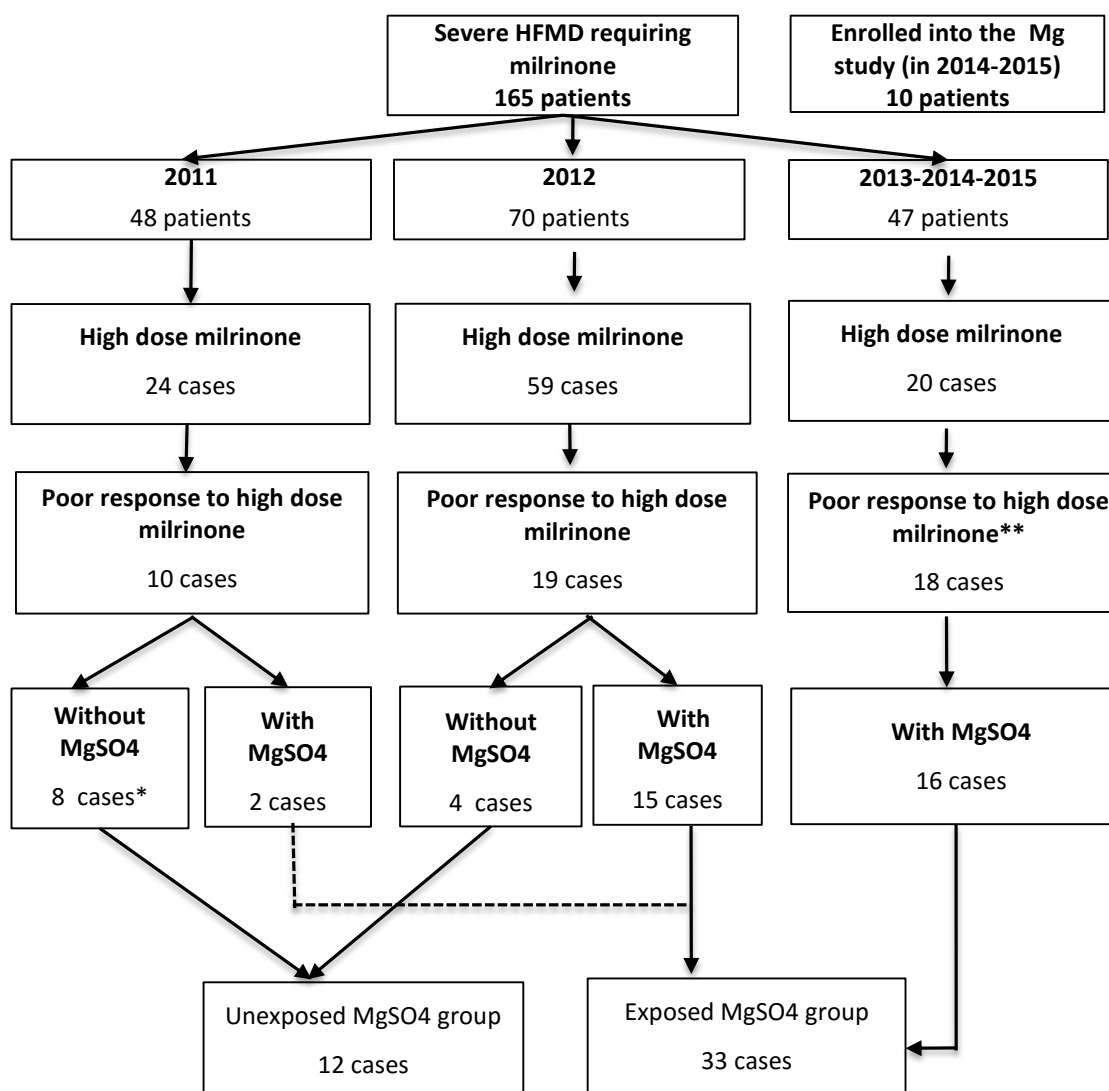 Severe HFMD requiring
milrinone
165 patients
Enrolled into the Mg
study (in 2014-2015)
10 patients
2011
48 patients
2012
70 patients
2013-2014-2015
47 patients
High dose milrinone
24 cases
High dose milrinone
59 cases
High dose milrinone
20 cases
Poor response to high dose
milrinone
10 cases
Poor response to high dose
milrinone
19 cases
Poor response to high dose
milrinone**
18 cases
Without
MgSO4
8 cases*
With
MgSO4
2 cases
Without
MgSO4
4 cases
With
MgSO4
15 cases
With MgSO4
16 cases
Unexposed MgSO4 group
12 cases
Exposed MgSO4 group
33 cases